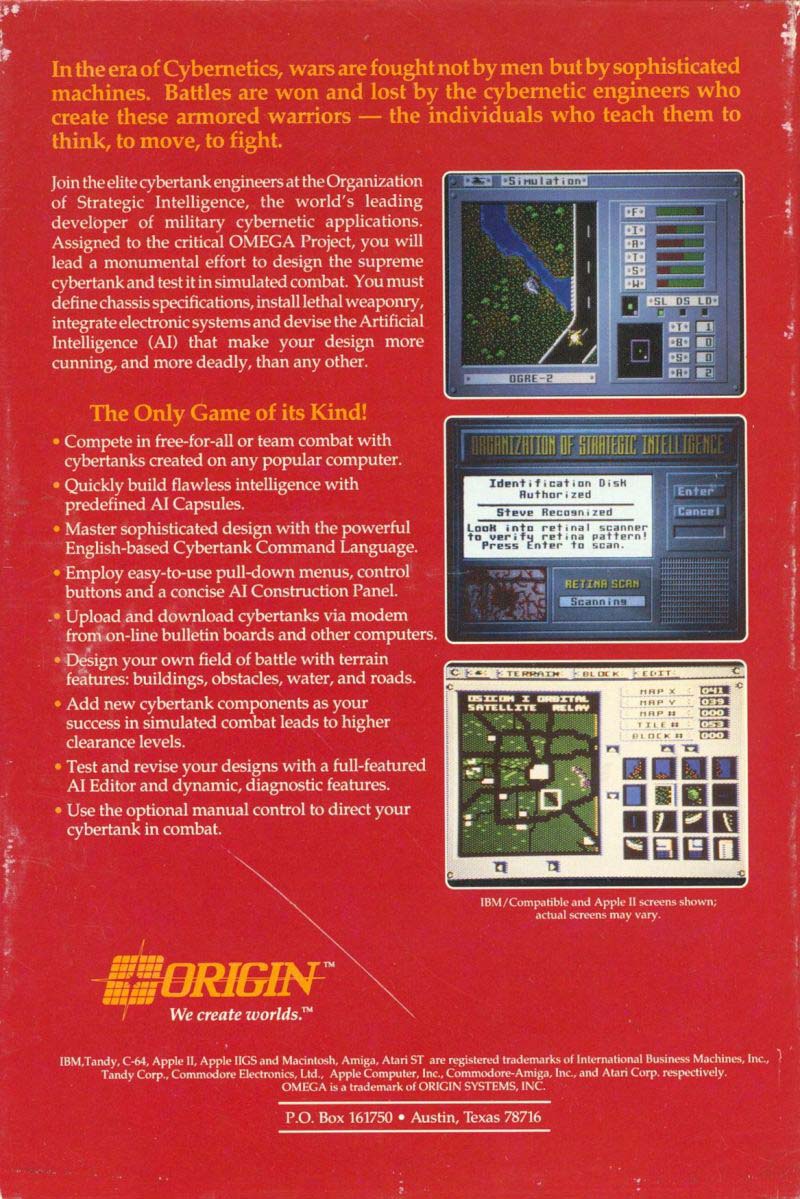 In the era of Cybernetics, wars are fought not by men but by sophisticated
machines. Battles are won and lost by the cybernetic engineers who
create these armored warriors — the individuals who teach them to
think, to move, to fight.
Join the elite cybertank engineers at the Organization
of Strategic Intelligence, the world's leading
developer of military cybernetic applications.
Assigned to the critical OMEGA Project, you will
lead a monumental effort to design the supreme
cybertank and test it in simulated combat. You must
define chassis specifications, install lethal weaponry,
integrate electronic systems and devise the Artificial
Intelligence (AI) that make your design more
cunning, and more deadly, than any other.
The Only Game of its Kind!
• Compete in free-for-all or team combat with
cybertanks created on any popular computer.
• Quickly build flawless intelligence with
predefined AI Capsules.
• Master sophisticated design with the powerful
English-based Cybertank Command Language.
• Employ easy-to-use pull-down menus, control
buttons and a concise AI Construction Panel.
• Upload and download cybertanks via modem
from on-line bulletin boards and other computers.
• Design your own field of battle with terrain
features: buildings, obstacles, water, and roads.
• Add new cybertank components as your
success in simulated combat leads to higher
clearance levels.
• Test and revise your designs with a full-featured
AI Editor and dynamic, diagnostic features.
• Use the optional manual control to direct your
cybertank in combat.
Simulation
F
I
A
T
S
W
SL DS LD
T 1
B 0
S 0
A 2
OGRE-2
ORGANIZATION OF STRATEGIC INTELLIGENCE
Identification Disk
Authorized
Steve Recognized
Look into retinal scanner
to verify retina pattern!
Press Enter to scan.
Enter
Cancel
RETINA SCAN
Scanning
TERRAIN BLOCK EDIT
OSICOM I ORBITAL
SATELLITE RELAY
MAP X 041
MAP Y 039
MAP # 000
TILE # 053
BLOCK # 000
IBM/Compatible and Apple II screens shown;
actual screens may vary.
ORIGIN™
We create worlds.™
IBM,Tandy, C-64, Apple II, Apple IIGS and Macintosh, Amiga, Atari ST are registered trademarks of International Business Machines, Inc.,
Tandy Corp., Commodore Electronics, Ltd., Apple Computer, Inc., Commodore-Amiga, Inc., and Atari Corp. respectively.
OMEGA is a trademark of ORIGIN SYSTEMS, INC.
P.O. Box 161750 • Austin, Texas 78716